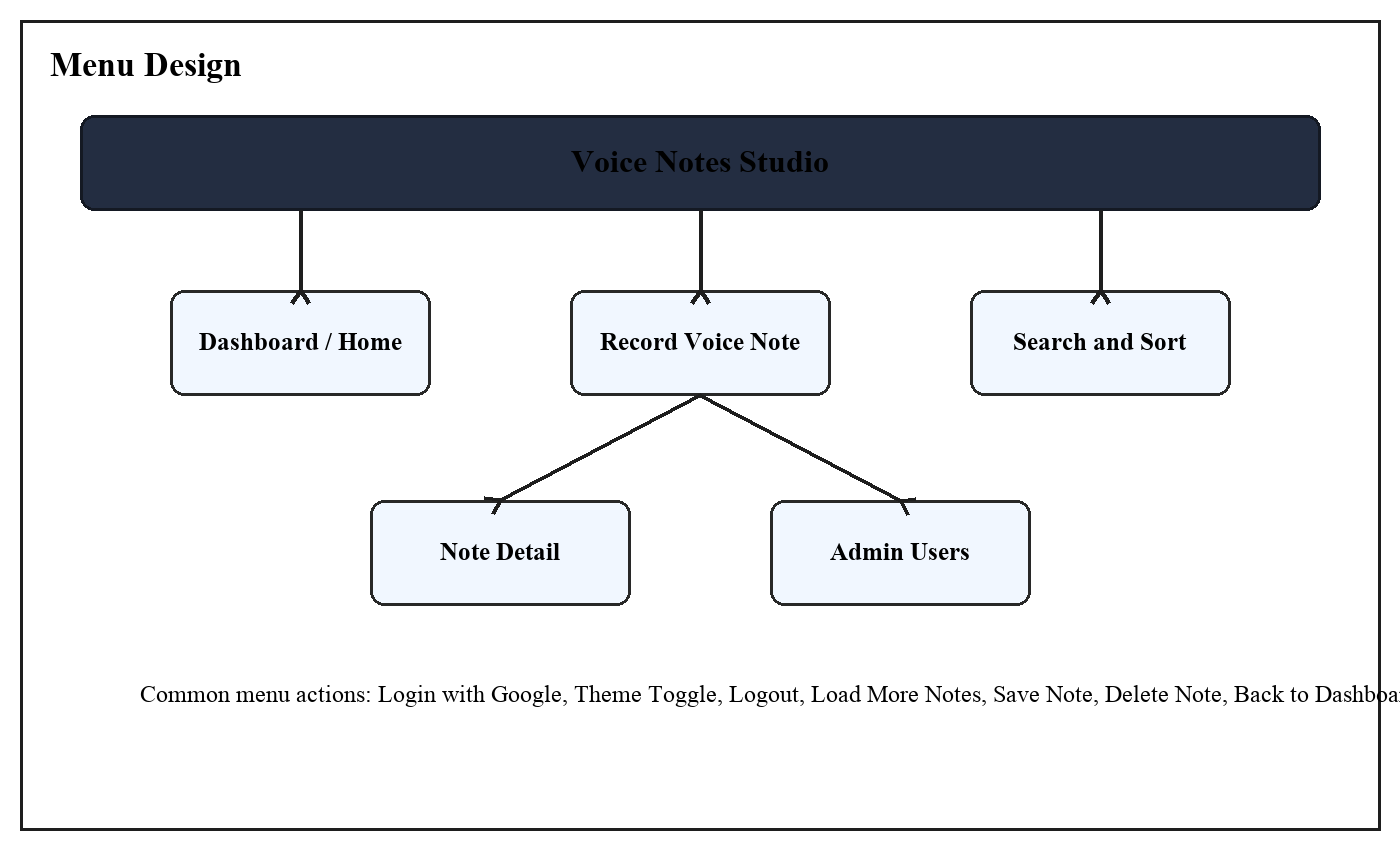 Menu Design
Voice Notes Studio
Dashboard / Home
Record Voice Note
Search and Sort
Note Detail
Admin Users
Common menu actions: Login with Google, Theme Toggle, Logout, Load More Notes, Save Note, Delete Note, Back to